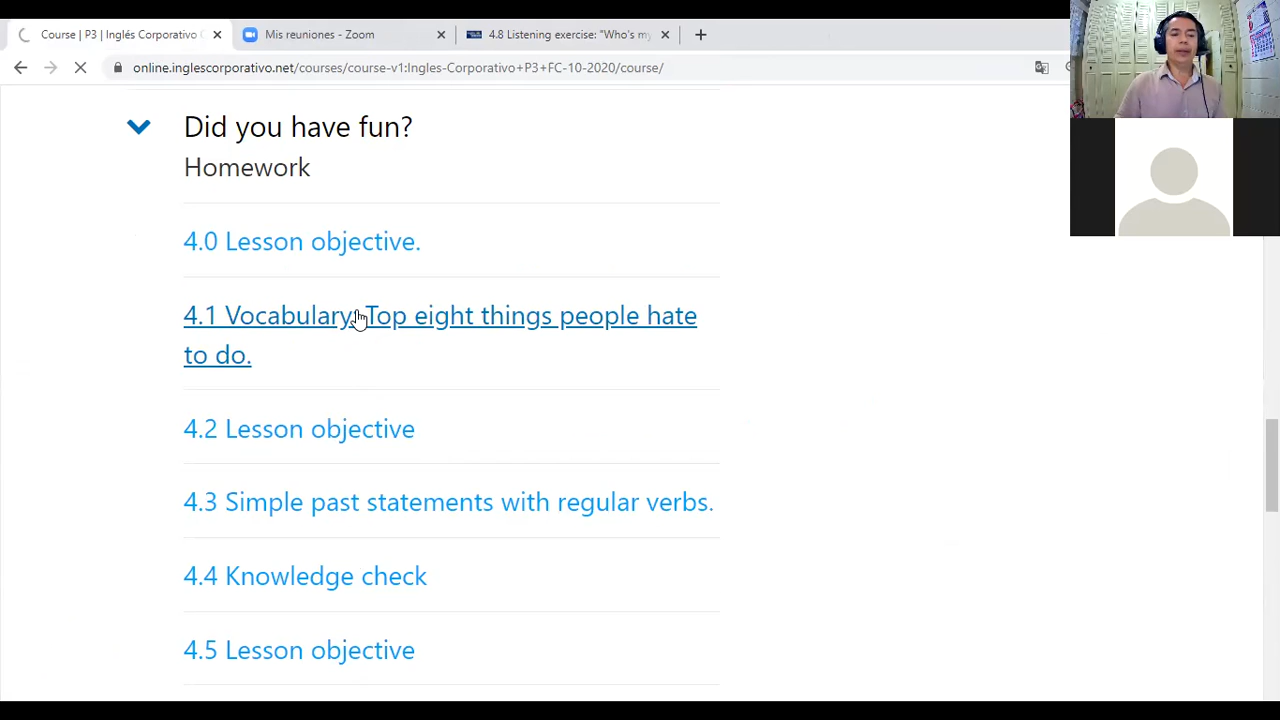 Course | P3 | Inglés Corporativo
Mis reuniones - Zoom
4.8 Listening exercise: "Who's my
online.inglescorporativo.net/courses/course-v1:Ingles-Corporativo+P3+FC-10-2020/course/
Did you have fun?
Homework
4.0 Lesson objective.
4.1 Vocabulary: Top eight things people hate
to do.
4.2 Lesson objective
4.3 Simple past statements with regular verbs.
4.4 Knowledge check
4.5 Lesson objective